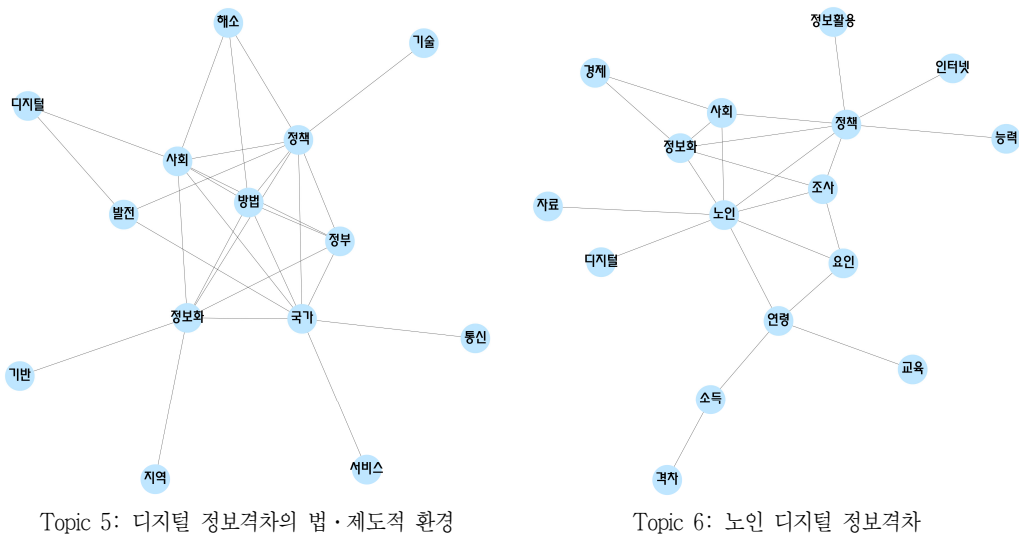 해소
기술
디지털
정책
사회
방법
발전
정부
정보화
국가
통신
기반
지역
서비스
Topic 5: 디지털 정보격차의 법·제도적 환경
정보활용
경제
인터넷
사회
정책
능력
정보화
조사
자료
노인
디지털
요인
연령
교육
소득
격차
Topic 6: 노인 디지털 정보격차